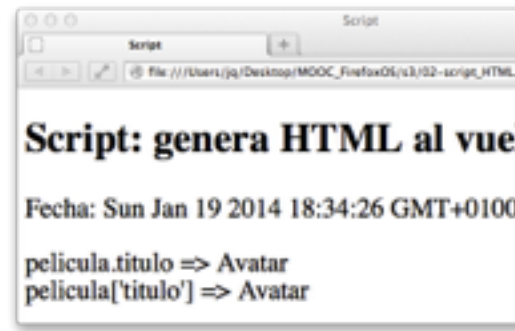 Script
Script
file:///Users/jq/Desktop/MOOC_FirefoxOS/s3/02-script_HTML
Script: genera HTML al vue
Fecha: Sun Jan 19 2014 18:34:26 GMT+0100
pelicula.titulo => Avatar
pelicula['titulo'] => Avatar